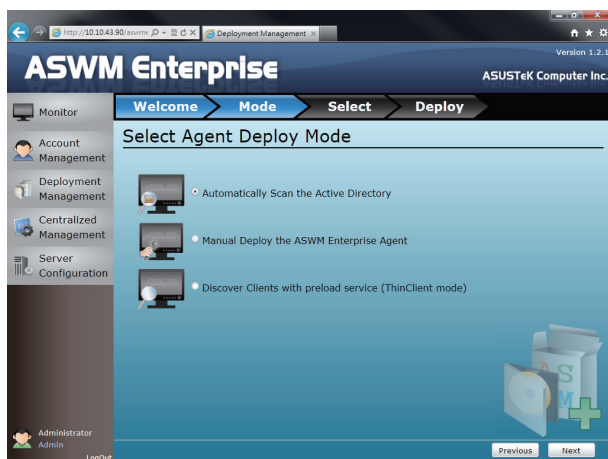 http://10.10.43.90/aswme
Deployment Management
Version 1.2.1
ASWM Enterprise
ASUSTeK Computer Inc.
Monitor
Account
Management
Deployment
Management
Centralized
Management
Server
Configuration
Welcome
Mode
Select
Deploy
Select Agent Deploy Mode
Automatically Scan the Active Directory
Manual Deploy the ASWM Enterprise Agent
Discover Clients with preload service (ThinClient mode)
A S
W M
Administrator
Admin
LogOut
Previous
Next